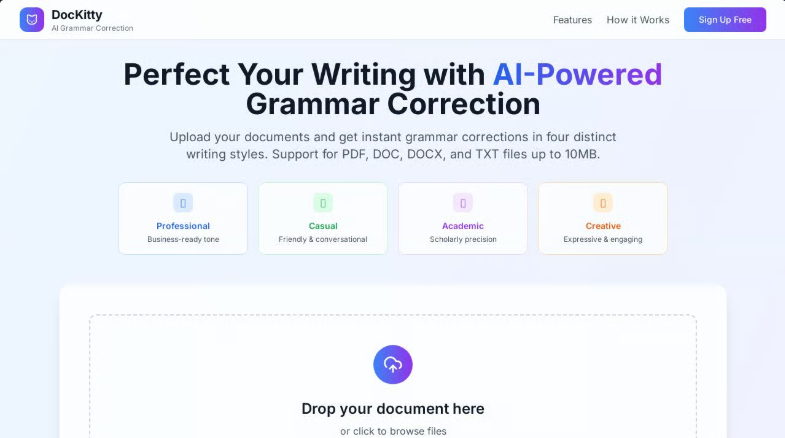 DocKitty
AI Grammar Correction
Features
How it Works
Sign Up Free
Perfect Your Writing with AI-Powered
Grammar Correction
Upload your documents and get instant grammar corrections in four distinct
writing styles. Support for PDF, DOC, DOCX, and TXT files up to 10MB.
Professional
Business-ready tone
Casual
Friendly & conversational
Academic
Scholarly precision
Creative
Expressive & engaging
Drop your document here
or click to browse files